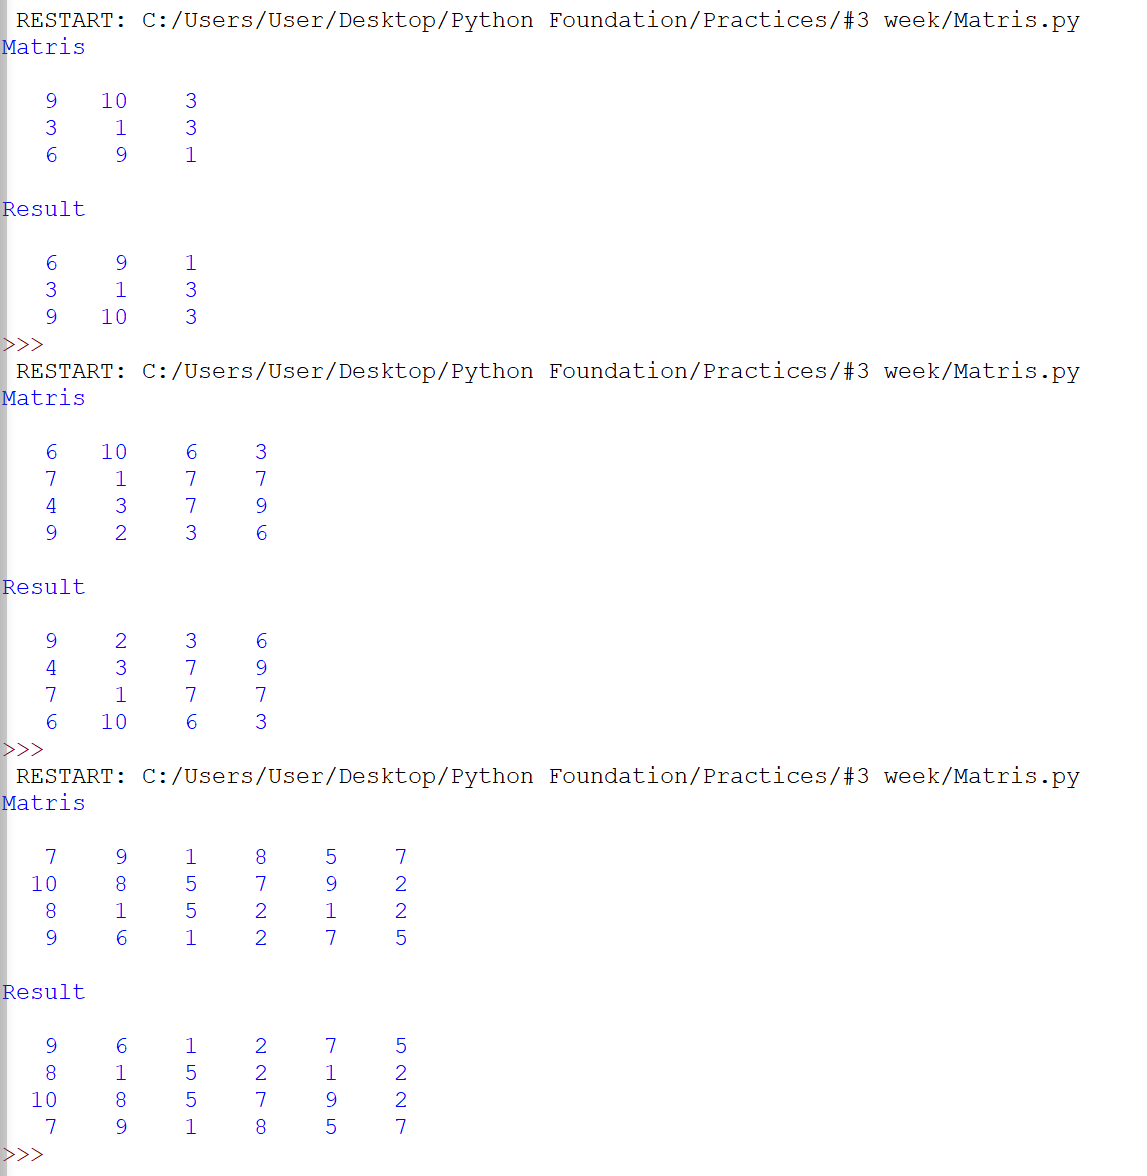 RESTART: C:/Users/User/Desktop/Python Foundation/Practices/#3 week/Matris.py
Matris
9 10 3
3 1 3
6 9 1
Result
6 9 1
3 1 3
9 10 3
>>>
RESTART: C:/Users/User/Desktop/Python Foundation/Practices/#3 week/Matris.py
Matris
6 10 6 3
7 1 7 7
4 3 7 9
9 2 3 6
Result
9 2 3 6
4 3 7 9
7 1 7 7
6 10 6 3
>>>
RESTART: C:/Users/User/Desktop/Python Foundation/Practices/#3 week/Matris.py
Matris
7 9 1 8 5 7
10 8 5 7 9 2
8 1 5 2 1 2
9 6 1 2 7 5
Result
9 6 1 2 7 5
8 1 5 2 1 2
10 8 5 7 9 2
7 9 1 8 5 7
>>>